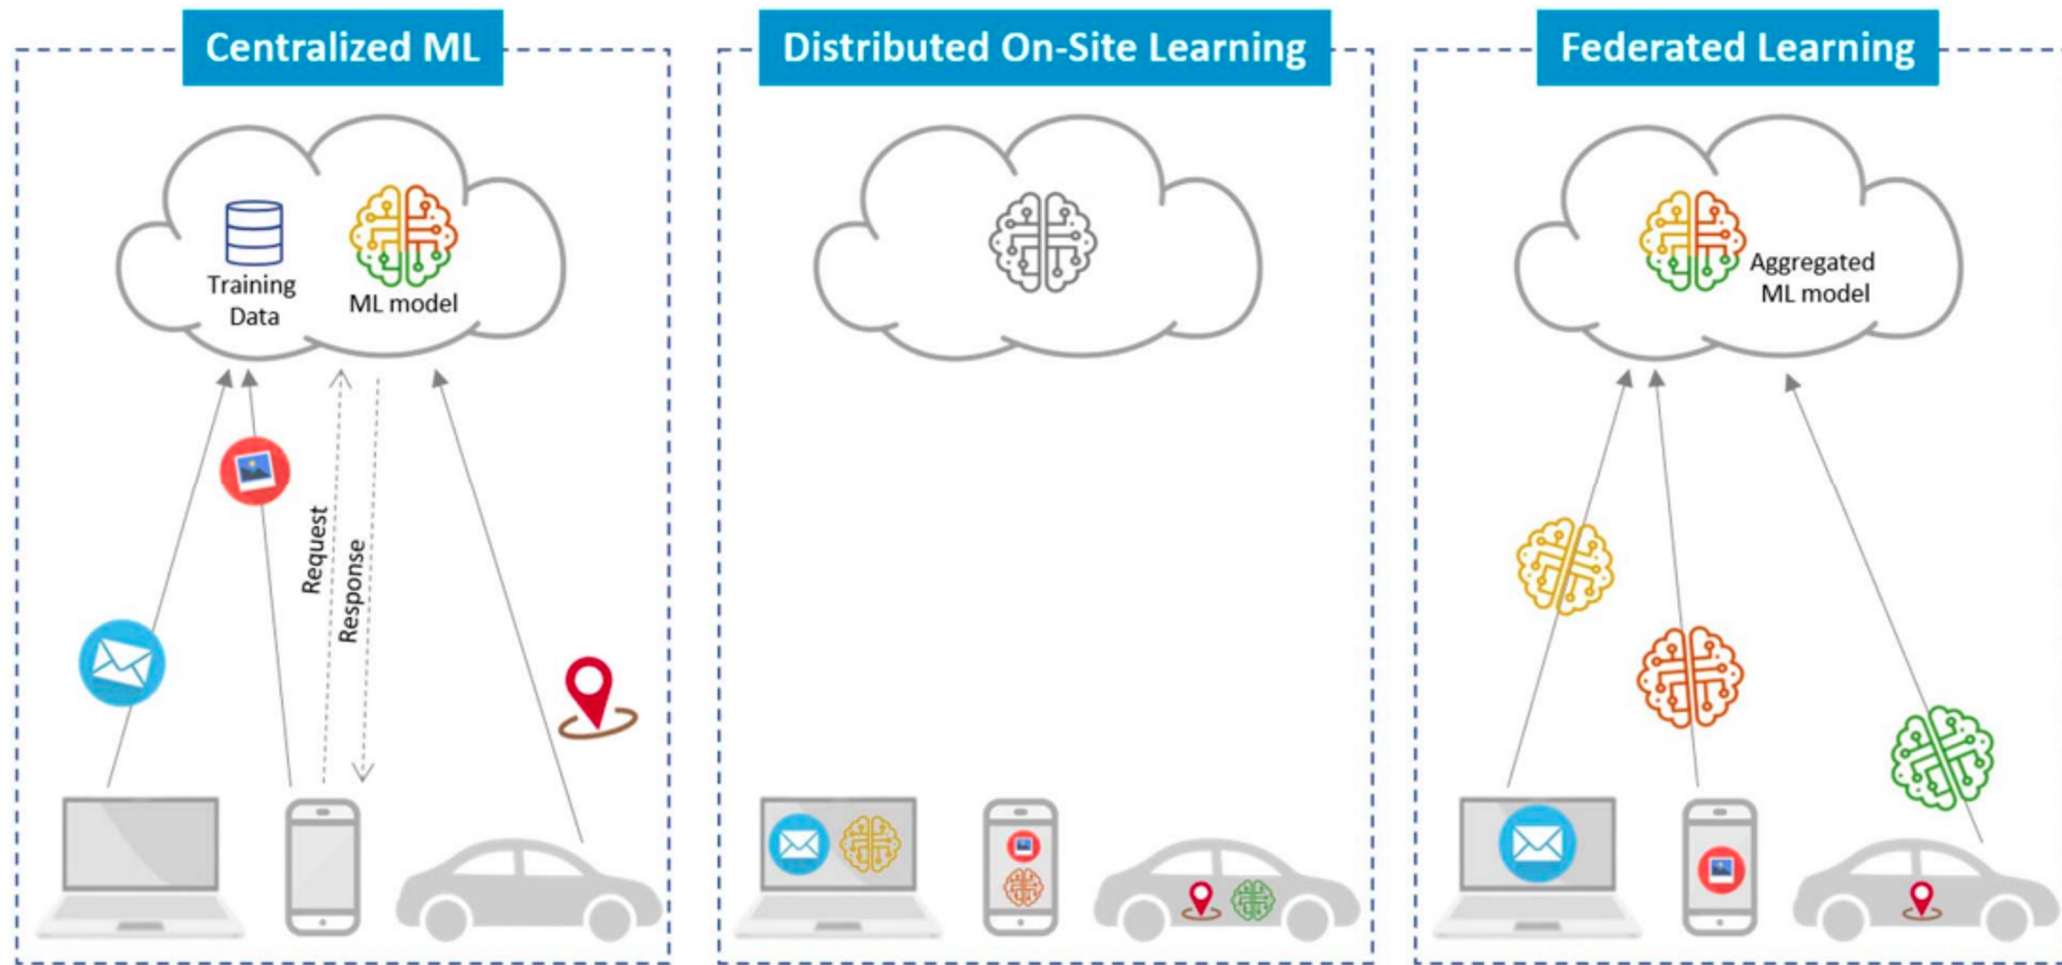 Centralized ML
Training
Data
ML model
Request
Response
Distributed On-Site Learning
Federated Learning
Aggregated
ML model